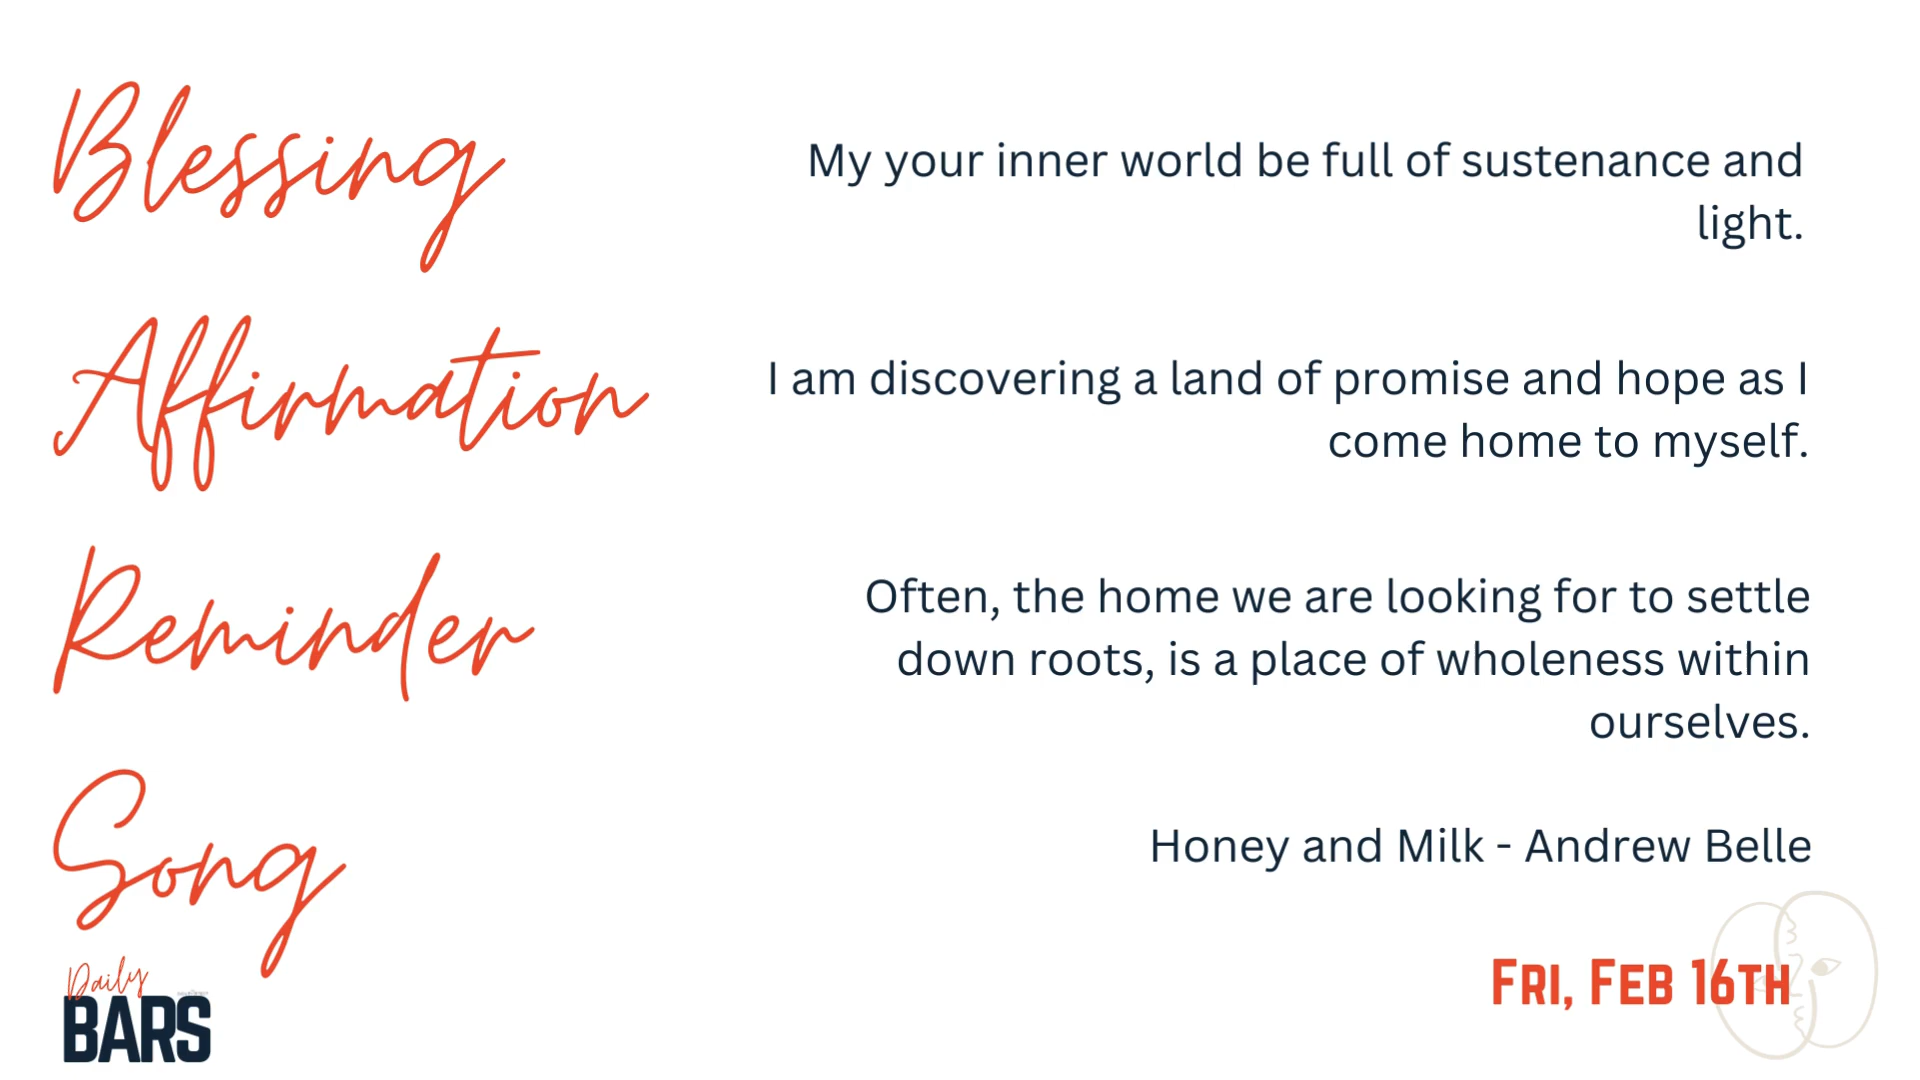 Blessing
My your inner world be full of sustenance and
light.
Affirmation
I am discovering a land of promise and hope as I
come home to myself.
Reminder
Often, the home we are looking for to settle
down roots, is a place of wholeness within
ourselves.
Song
Honey and Milk - Andrew Belle
Daily
BARS
Fri, Feb 16th